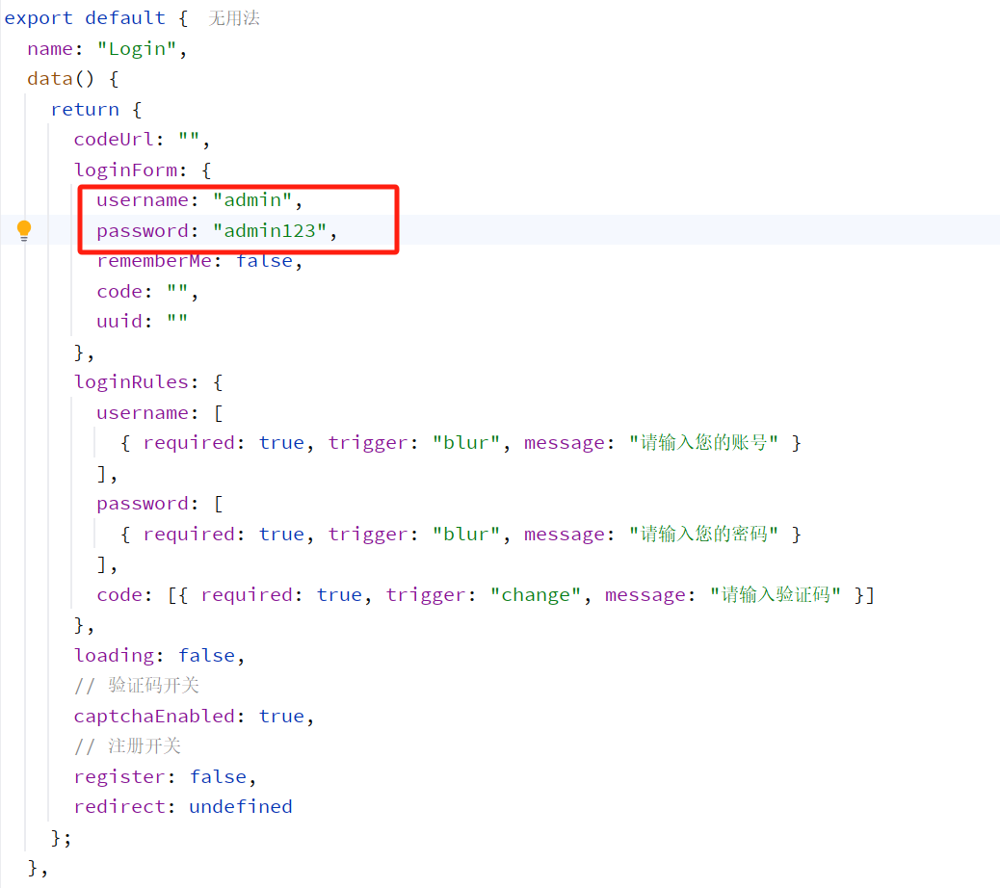 export default {  无用法
  name: "Login",
  data() {
    return {
      codeUrl: "",
      loginForm: {
        username: "admin",
        password: "admin123",
        rememberMe: false,
        code: "",
        uuid: ""
      },
      loginRules: {
        username: [
          { required: true, trigger: "blur", message: "请输入您的账号" }
        ],
        password: [
          { required: true, trigger: "blur", message: "请输入您的密码" }
        ],
        code: [{ required: true, trigger: "change", message: "请输入验证码" }]
      },
      loading: false,
      // 验证码开关
      captchaEnabled: true,
      // 注册开关
      register: false,
      redirect: undefined
    };
  },